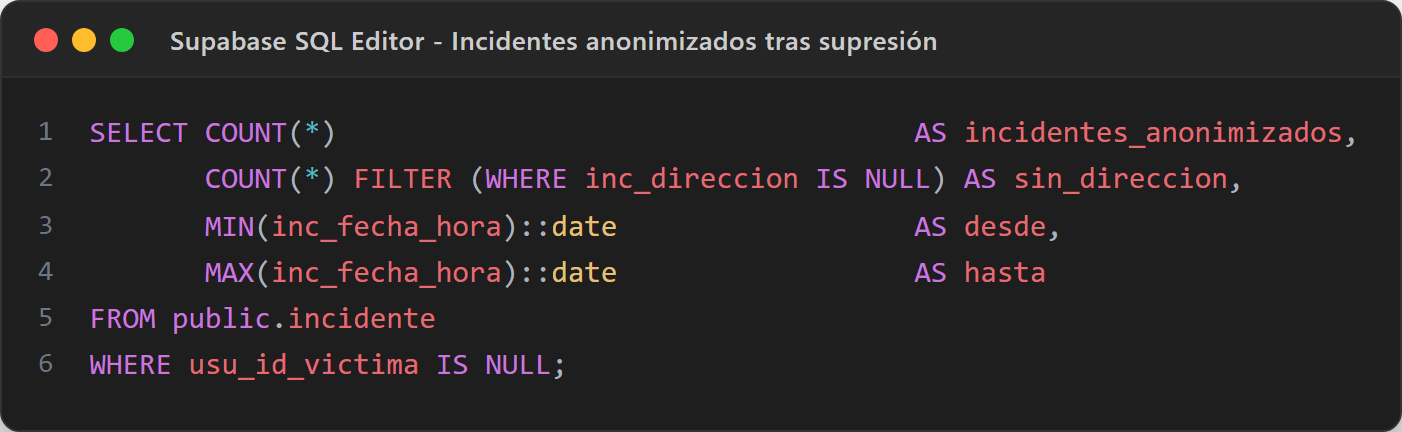 Supabase SQL Editor - Incidentes anonimizados tras supresión
1 SELECT COUNT(*) AS incidentes_anonimizados,
2 COUNT(*) FILTER (WHERE inc_direccion IS NULL) AS sin_direccion,
3 MIN(inc_fecha_hora)::date AS desde,
4 MAX(inc_fecha_hora)::date AS hasta
5 FROM public.incidente
6 WHERE usu_id_victima IS NULL;